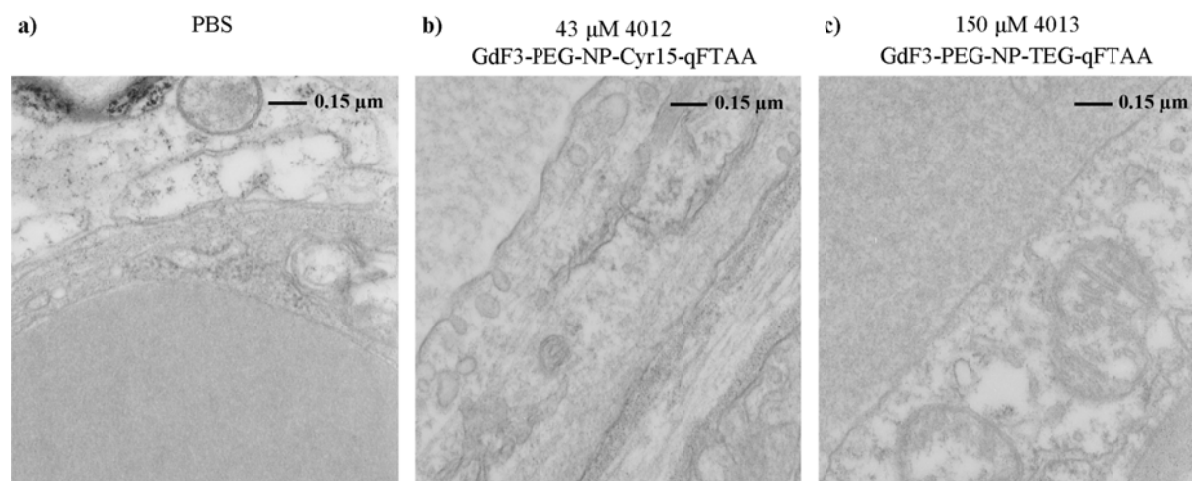 a)
PBS
b)
43 µM 4012
GdF3-PEG-NP-Cyr15-qFTAA
c)
150 µM 4013
GdF3-PEG-NP-TEG-qFTAA
0.15 µm
0.15 µm
0.15 µm